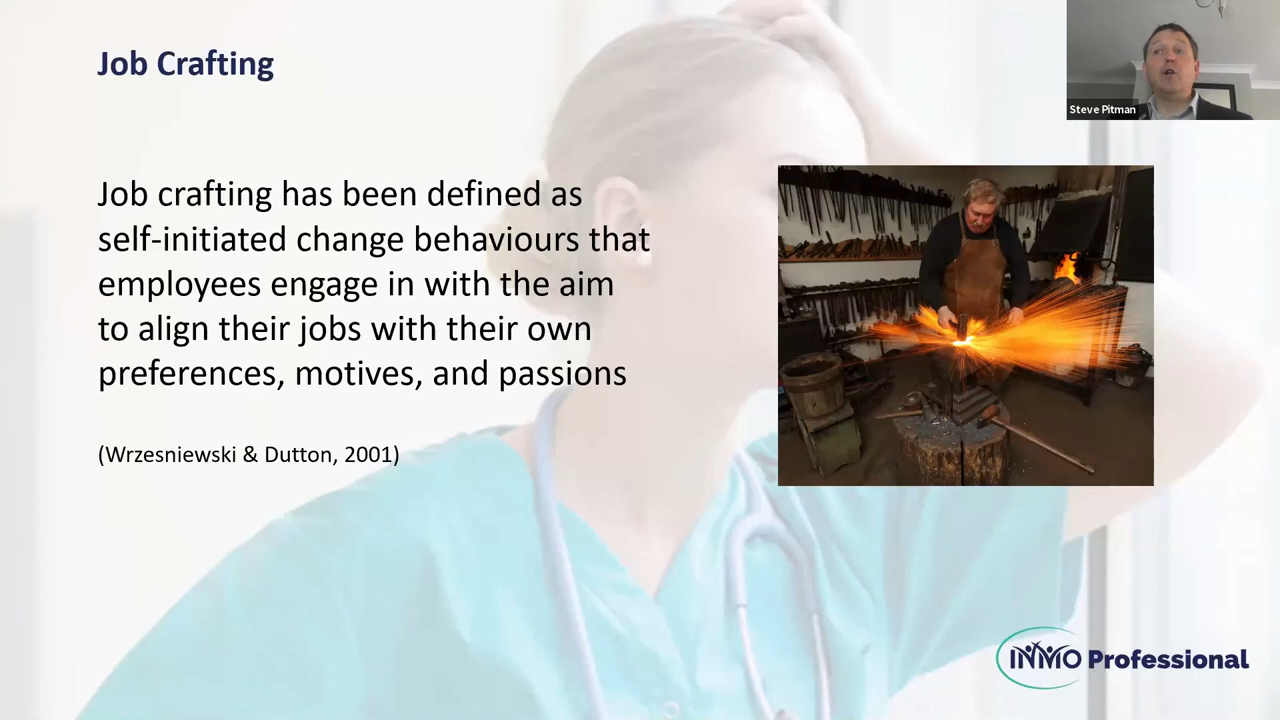 Job Crafting
Steve Pitman
Job crafting has been defined as
self-initiated change behaviours that
employees engage in with the aim
to align their jobs with their own
preferences, motives, and passions
(Wrzesniewski & Dutton, 2001)
INMO Professional